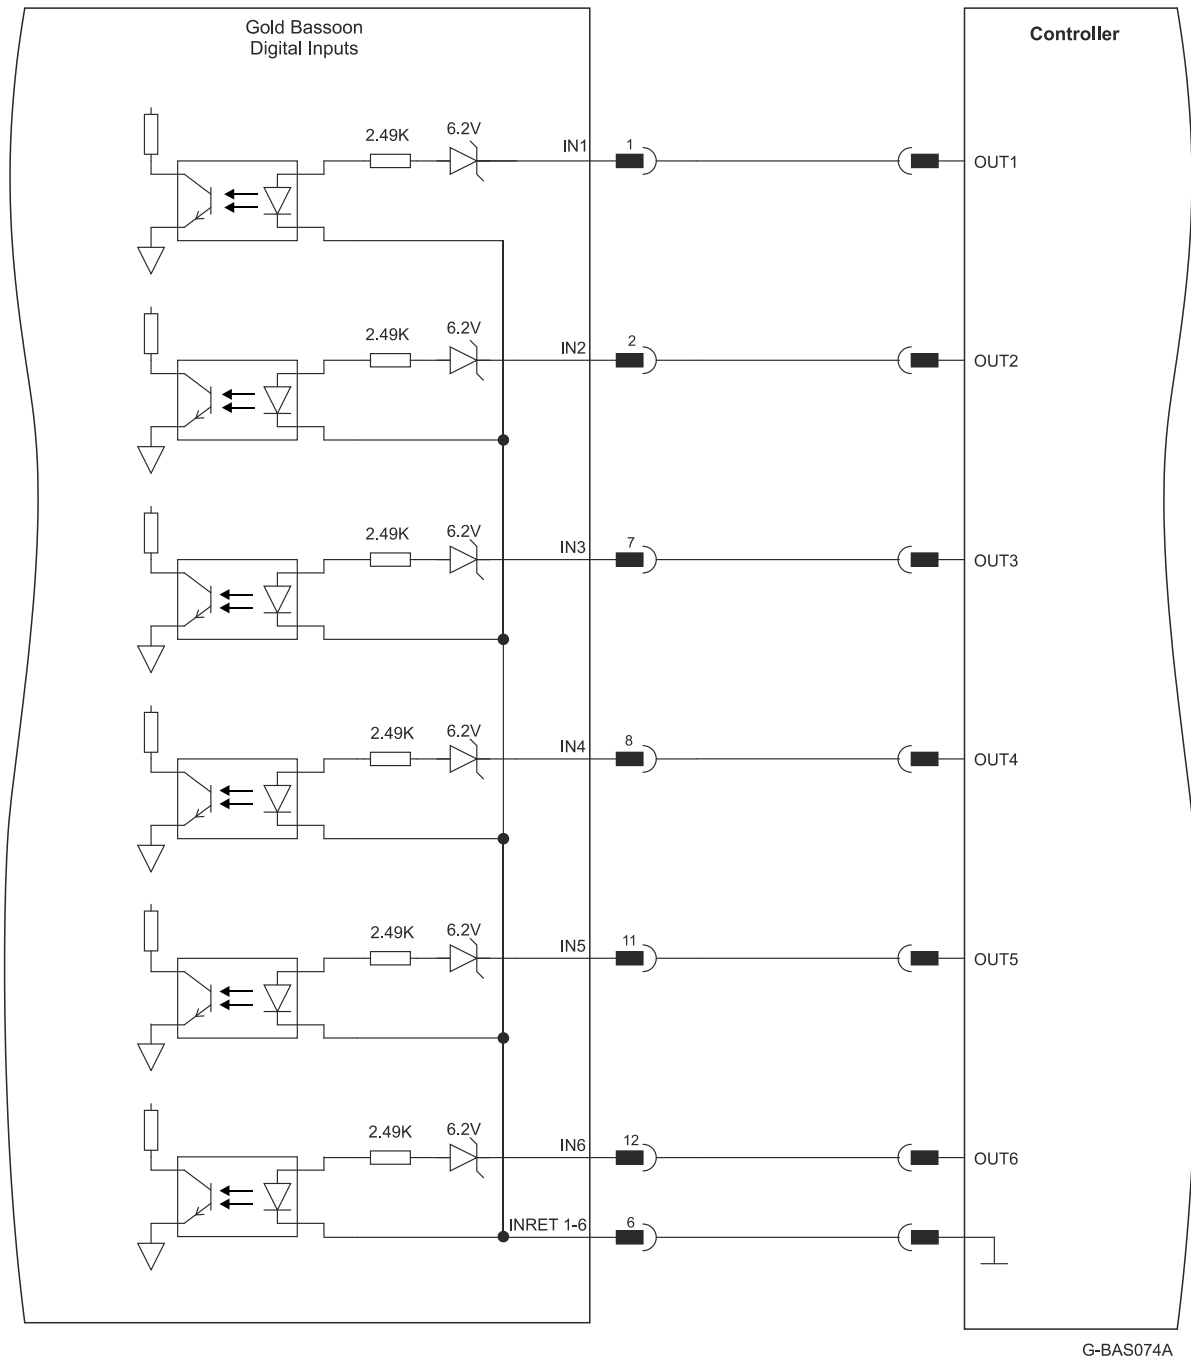 Gold Bassoon
Digital Inputs
Controller
2.49K
6.2V
IN1
1
OUT1
2.49K
6.2V
IN2
2
OUT2
2.49K
6.2V
IN3
7
OUT3
2.49K
6.2V
IN4
8
OUT4
2.49K
6.2V
IN5
11
OUT5
2.49K
6.2V
IN6
12
OUT6
INRET 1-6
6
G-BAS074A